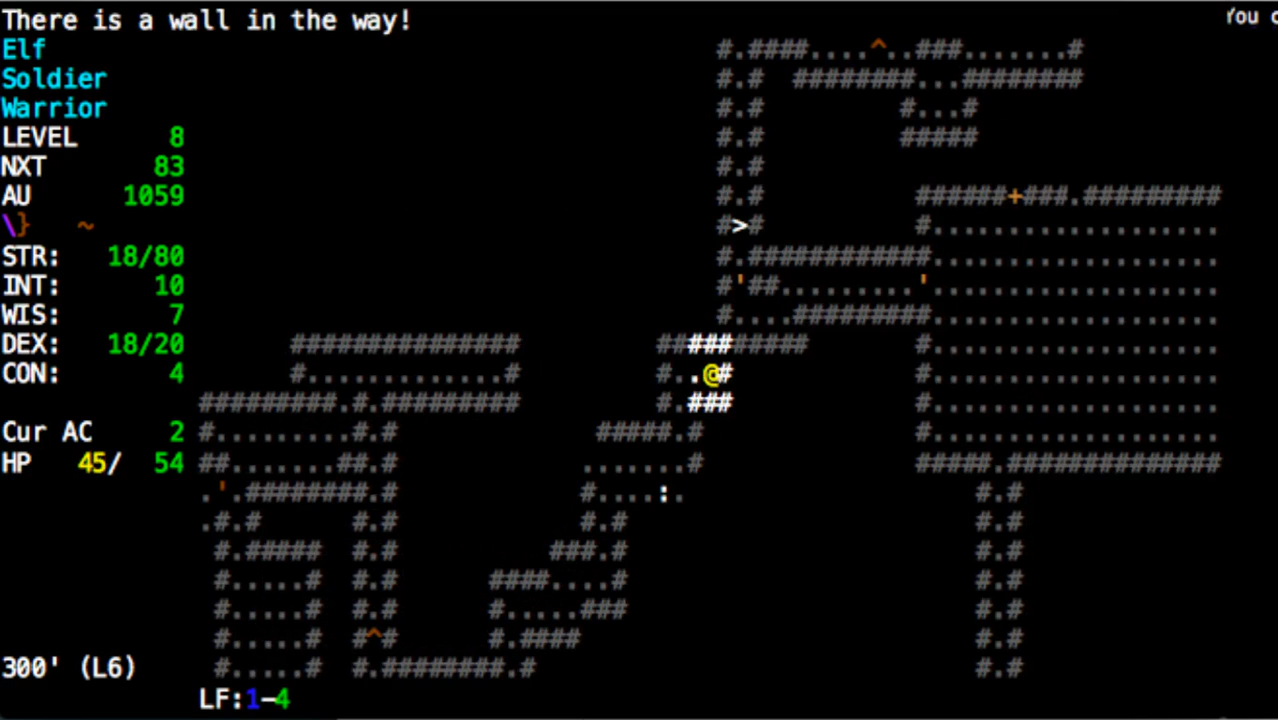 There is a wall in the way! You
Elf #.####....^..###.......#
Soldier #.# ########...########
Warrior #.# #...#
LEVEL 8 #.# #####
NXT 83 #.#
AU 1059 #.# ######+###.#########
\} ~ #># #...................
STR: 18/80 #.############...................
INT: 10 #'##.........'...................
WIS: 7 #....#########...................
DEX: 18/20 ############### ########## #...................
CON: 4 #.............# #..@# #...................
#########.#.######### #.### #...................
Cur AC 2 #.........#.# #####.# #...................
HP 45/ 54 ##.......##.# .......# #####.##############
.'.########.# #....:. #.#
.#.# #.# #.# #.#
#.##### #.# ###.# #.#
#.....# #.# ####....# #.#
#.....# #.# #.....### #.#
#.....# #^# #.#### #.#
300' (L6) #.....# #.########.# #.#
LF:1-4